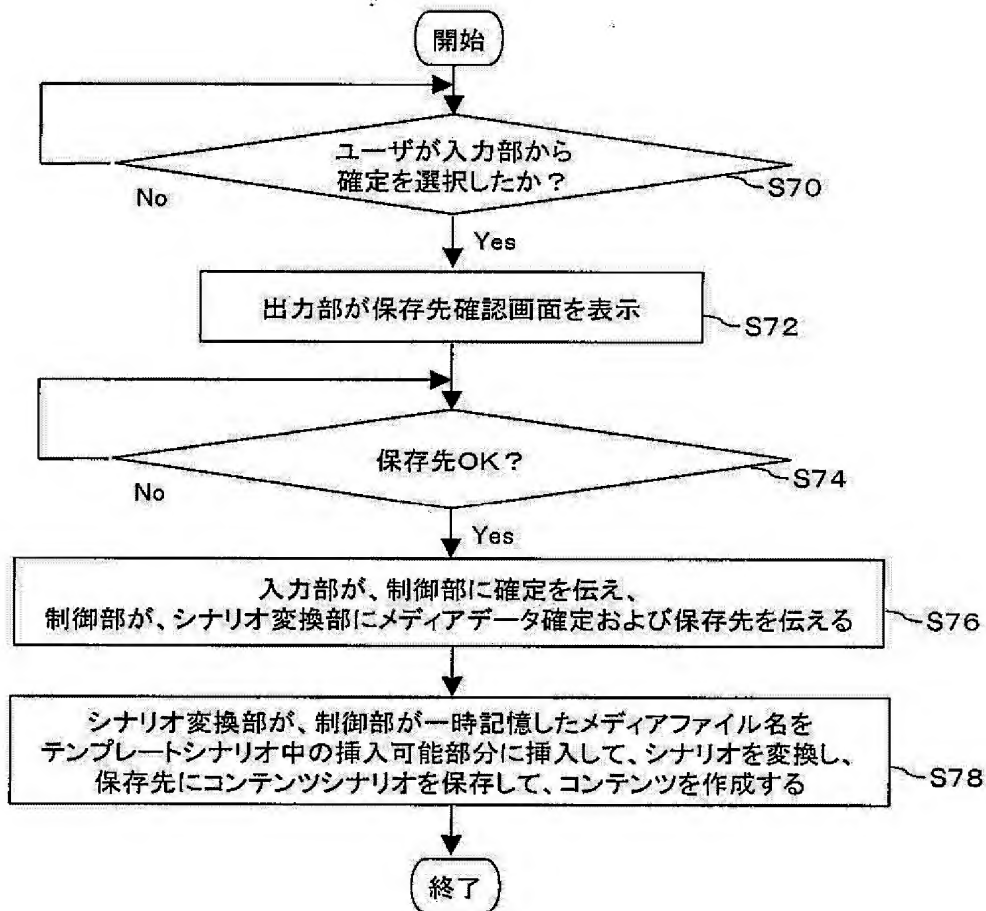 開始
ユーザが入力部から
確定を選択したか？
S70
No
Yes
出力部が保存先確認画面を表示
S72
保存先OK？
S74
No
Yes
入力部が、制御部に確定を伝え、
制御部が、シナリオ変換部にメディアデータ確定および保存先を伝える
S76
シナリオ変換部が、制御部が一時記憶したメディアファイル名を
テンプレートシナリオ中の挿入可能部分に挿入して、シナリオを変換し、
保存先にコンテンツシナリオを保存して、コンテンツを作成する
S78
終了